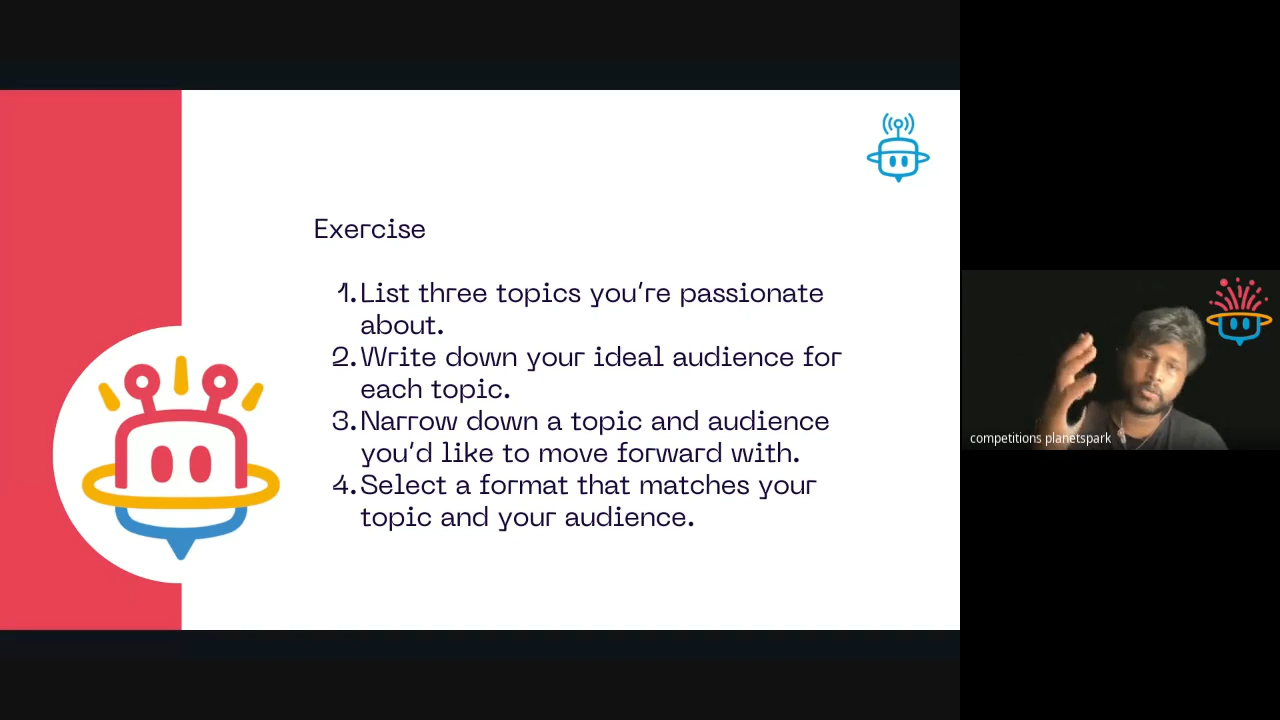 Exercise
1. List three topics you're passionate
about.
2. Write down your ideal audience for
each topic.
3. Narrow down a topic and audience
you'd like to move forward with.
4. Select a format that matches your
topic and your audience.
competitions planetspark